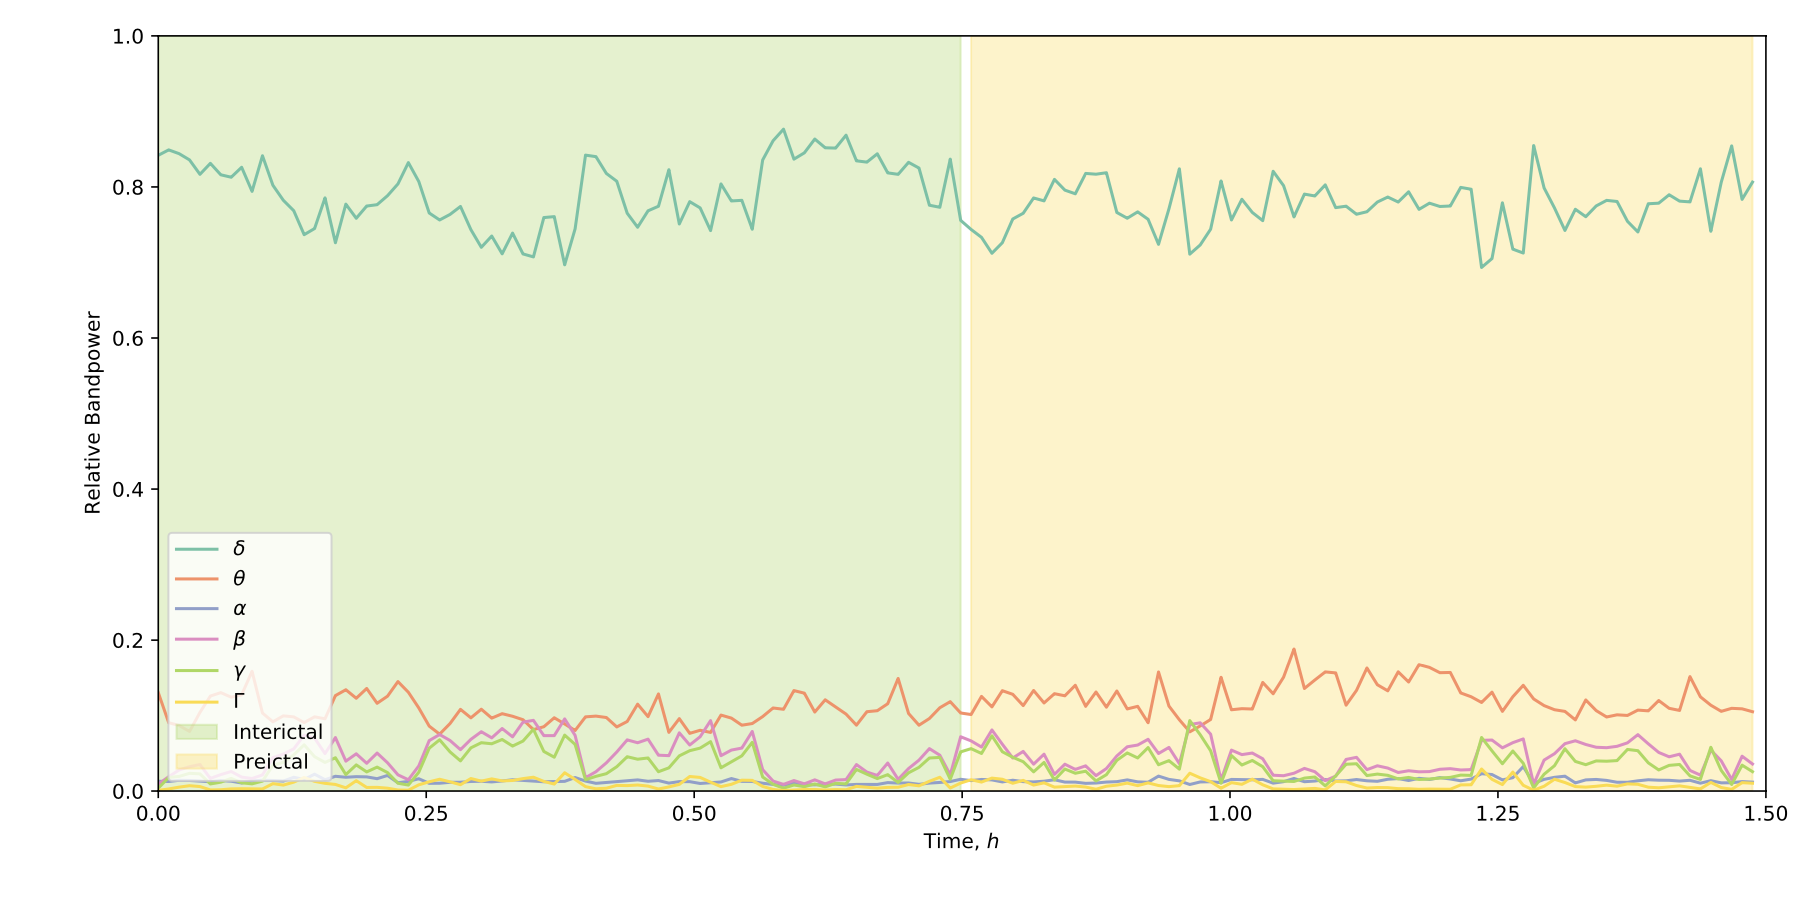 1.0
0.8
0.6
0.4
0.2
0.0
Relative Bandpower
δ
θ
α
β
γ
Γ
Interictal
Preictal
0.00 0.25 0.50 0.75 1.00 1.25 1.50
Time, h